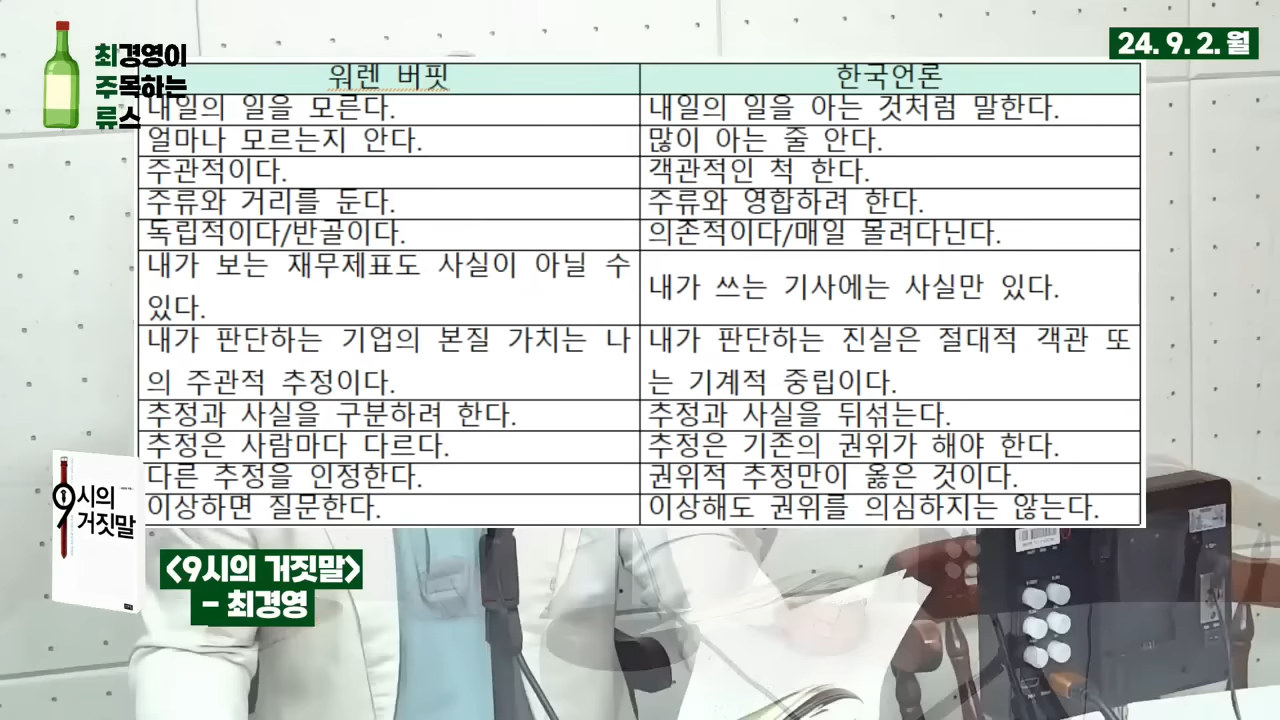 최경영이
주목하는
류스
24. 9. 2. 월
워렌 버핏
한국언론
내일의 일을 모른다.
내일의 일을 아는 것처럼 말한다.
얼마나 모르는지 안다.
많이 아는 줄 안다.
주관적이다.
객관적인 척 한다.
주류와 거리를 둔다.
주류와 영합하려 한다.
독립적이다/반골이다.
의존적이다/매일 몰려다닌다.
내가 보는 재무제표도 사실이 아닐 수
있다.
내가 쓰는 기사에는 사실만 있다.
내가 판단하는 기업의 본질 가치는 나
의 주관적 추정이다.
내가 판단하는 진실은 절대적 객관 또
는 기계적 중립이다.
추정과 사실을 구분하려 한다.
추정과 사실을 뒤섞는다.
추정은 사람마다 다르다.
추정은 기존의 권위가 해야 한다.
다른 추정을 인정한다.
권위적 추정만이 옳은 것이다.
이상하면 질문한다.
이상해도 권위를 의심하지는 않는다.
9시의
거짓말
<9시의 거짓말>
- 최경영